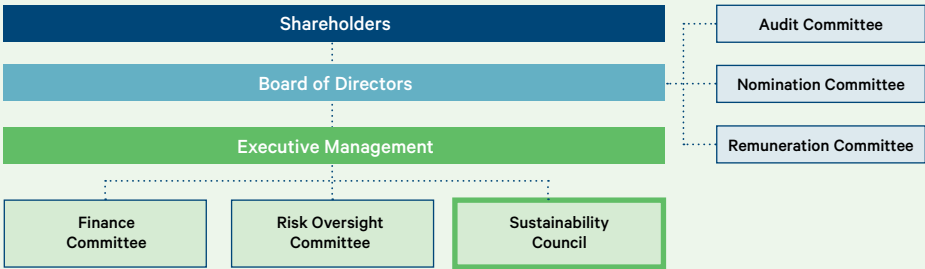 Shareholders
Board of Directors
Executive Management
Audit Committee
Nomination Committee
Remuneration Committee
Finance
Committee
Risk Oversight
Committee
Sustainability
Council